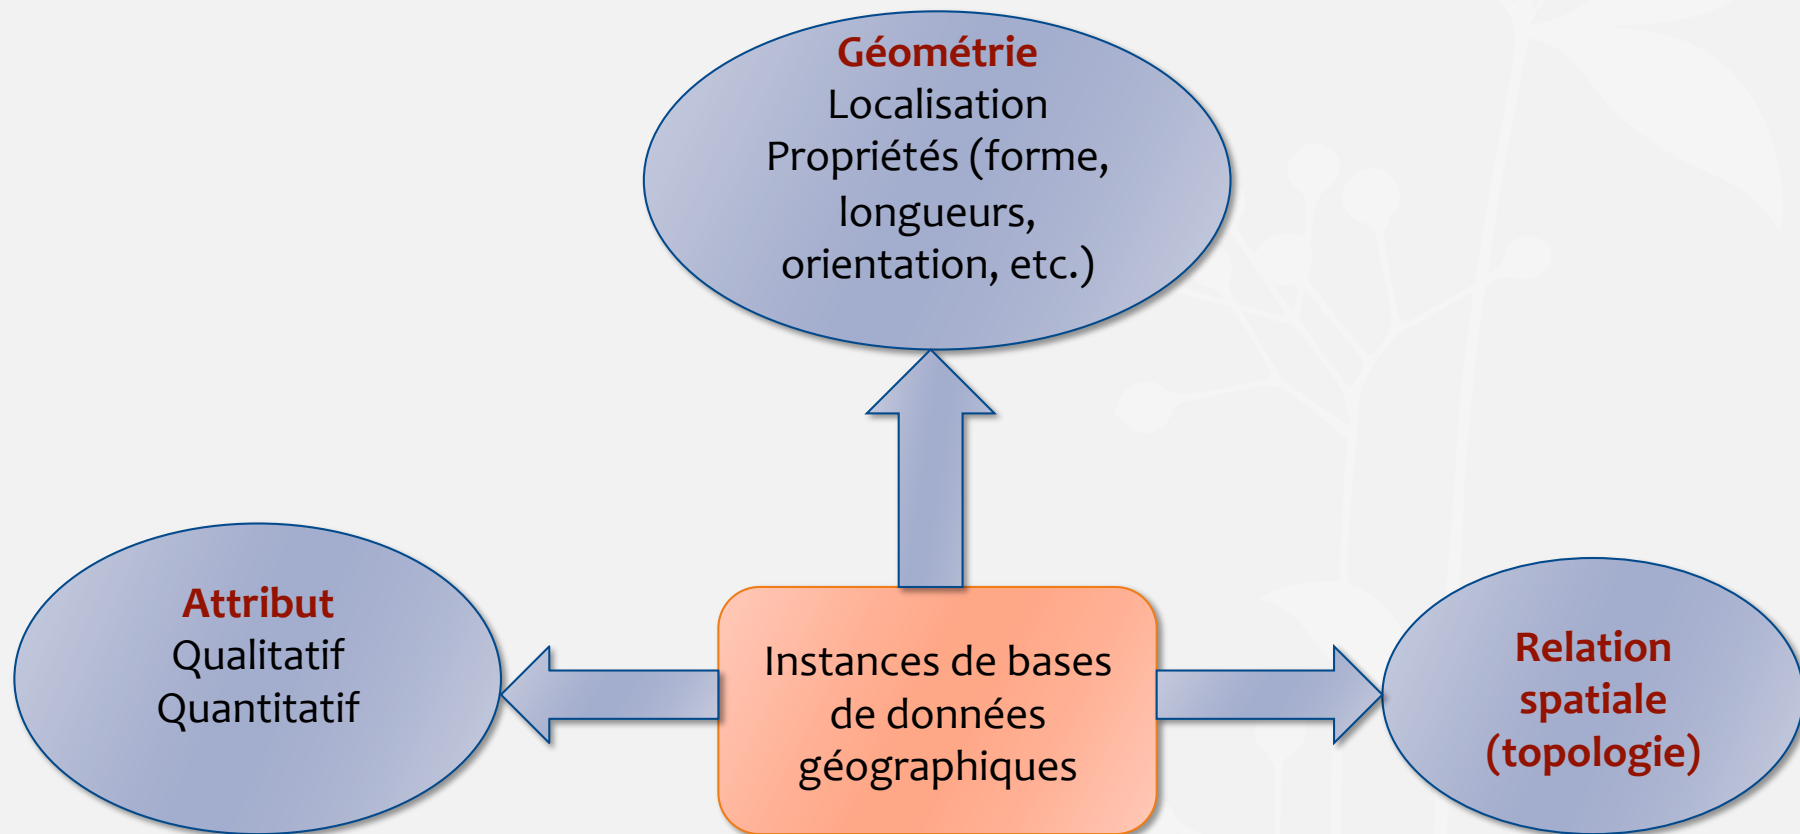 Géométrie
Localisation
Propriétés (forme,
longueurs,
orientation, etc.)
Attribut
Qualitatif
Quantitatif
Instances de bases
de données
géographiques
Relation
spatiale
(topologie)